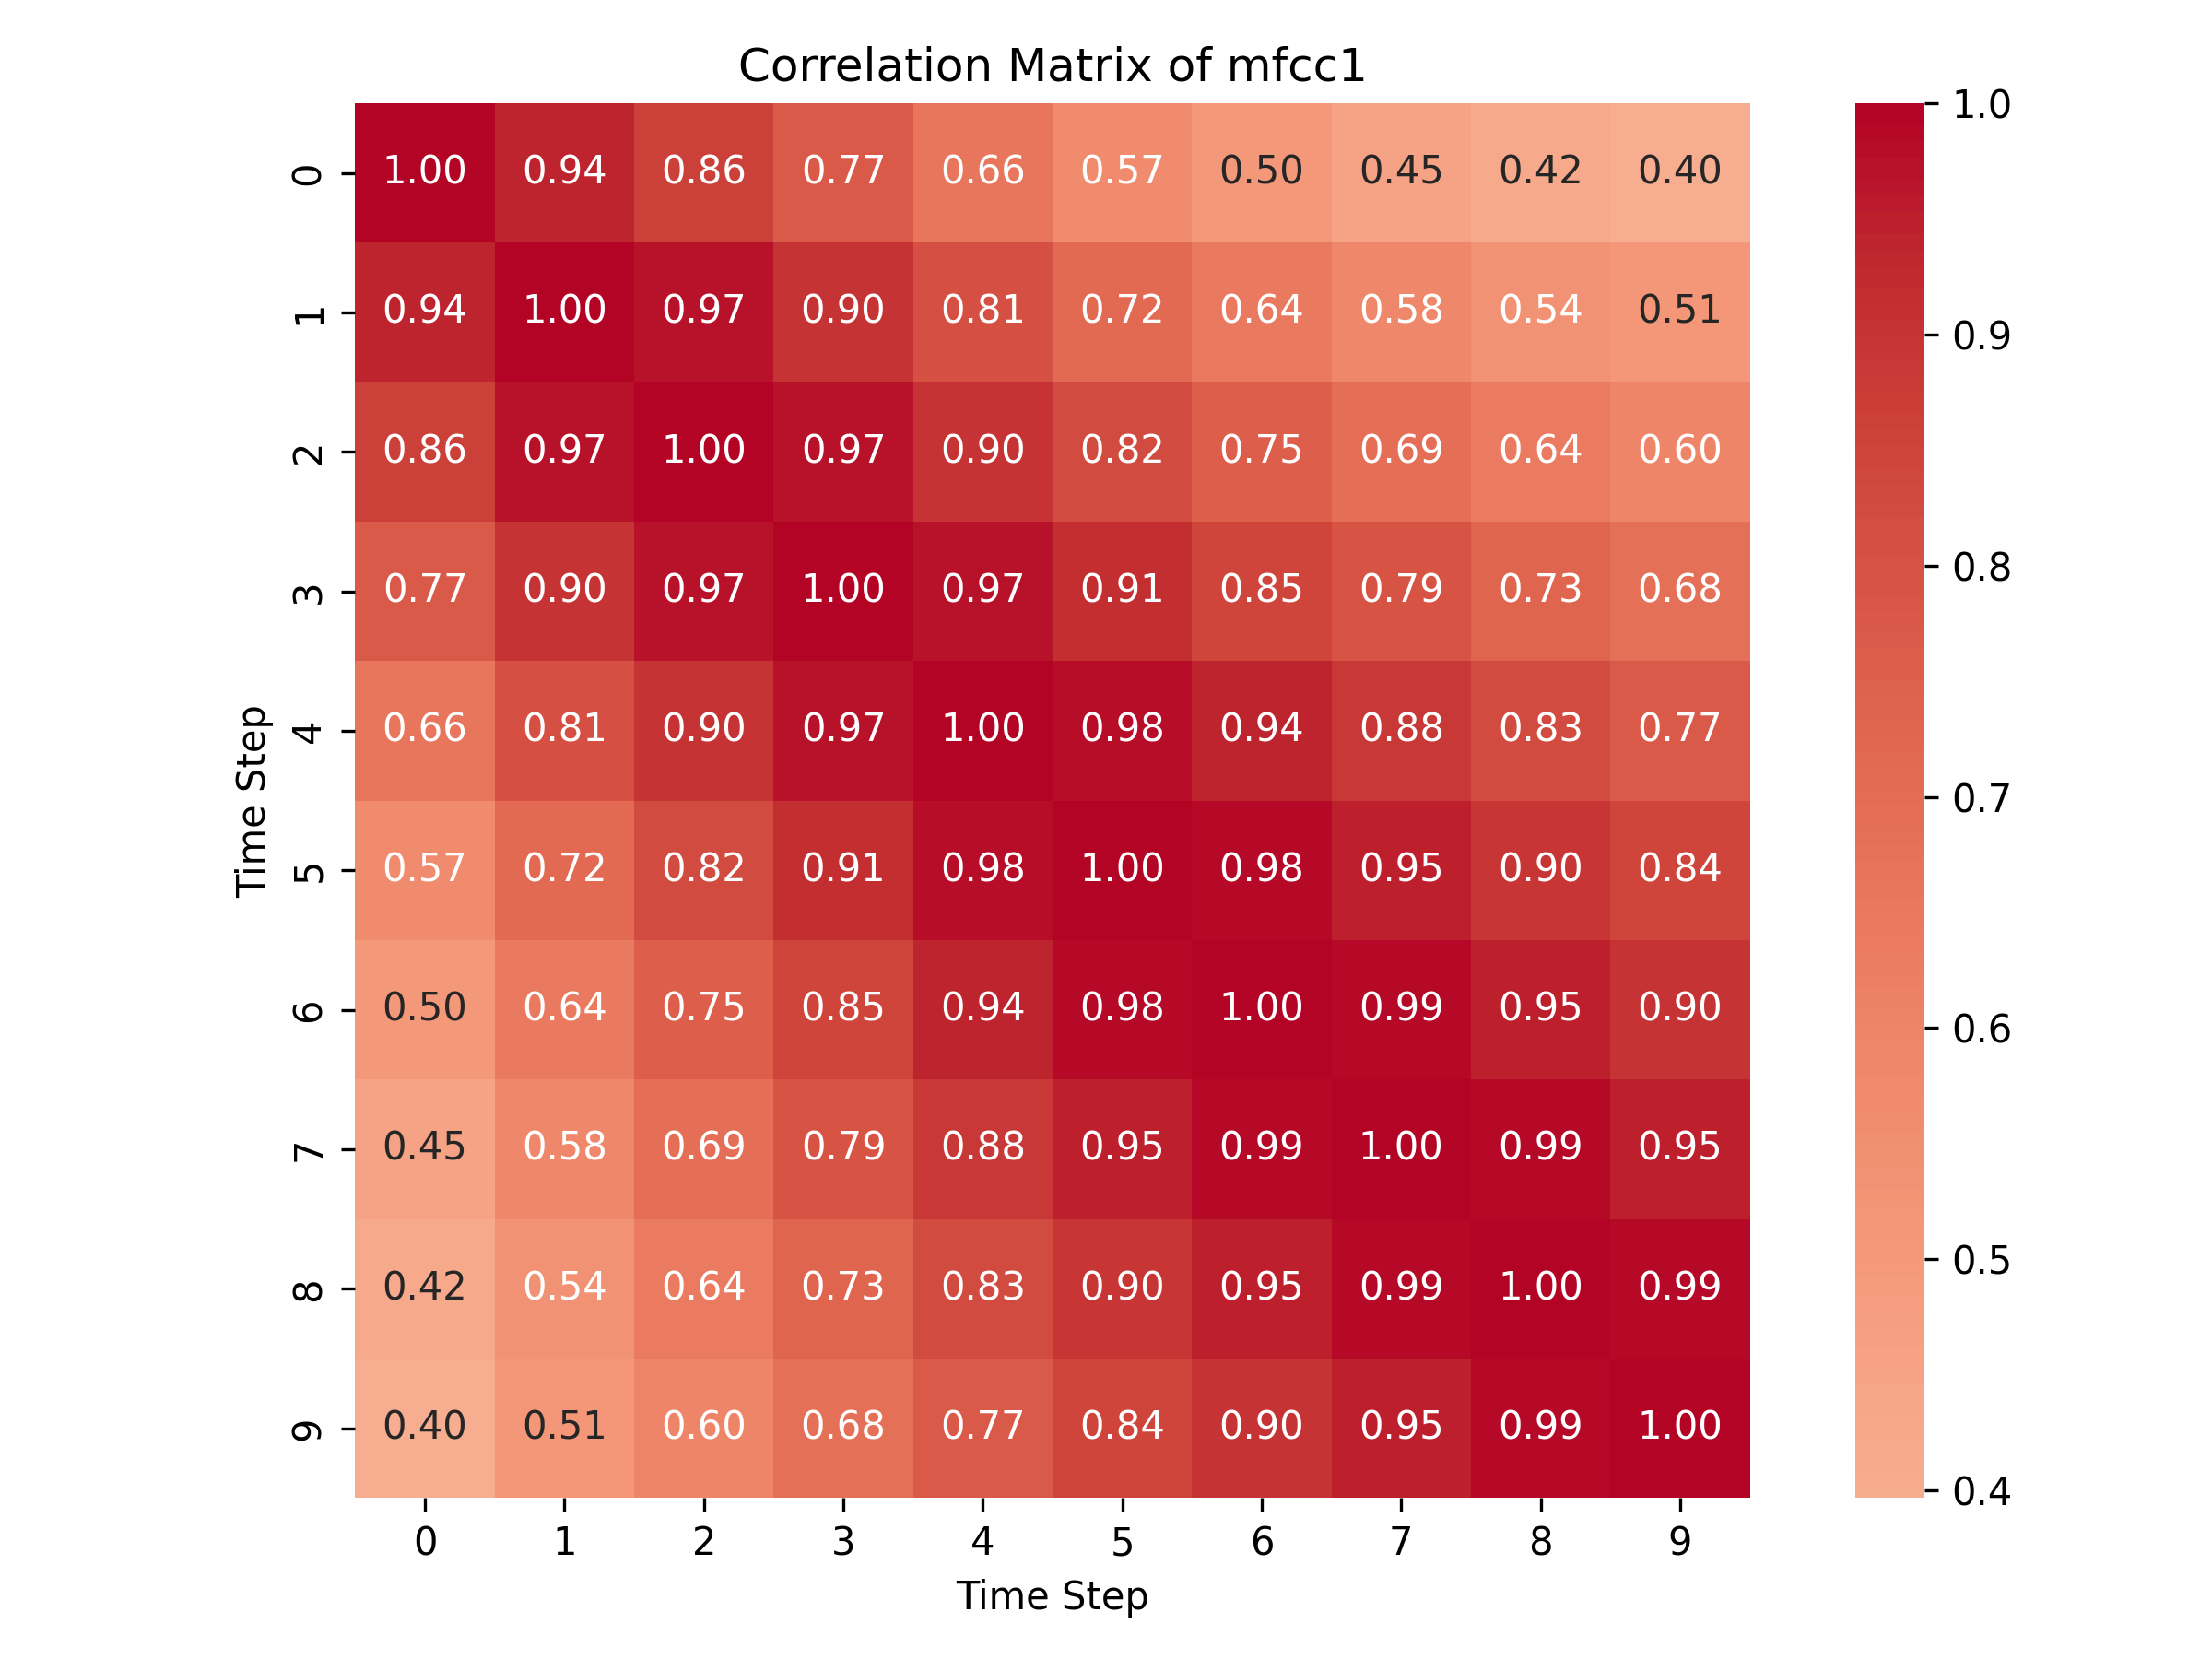 Correlation Matrix of mfcc1
0 1.00 0.94 0.86 0.77 0.66 0.57 0.50 0.45 0.42 0.40
1 0.94 1.00 0.97 0.90 0.81 0.72 0.64 0.58 0.54 0.51
2 0.86 0.97 1.00 0.97 0.90 0.82 0.75 0.69 0.64 0.60
3 0.77 0.90 0.97 1.00 0.97 0.91 0.85 0.79 0.73 0.68
4 0.66 0.81 0.90 0.97 1.00 0.98 0.94 0.88 0.83 0.77
5 0.57 0.72 0.82 0.91 0.98 1.00 0.98 0.95 0.90 0.84
6 0.50 0.64 0.75 0.85 0.94 0.98 1.00 0.99 0.95 0.90
7 0.45 0.58 0.69 0.79 0.88 0.95 0.99 1.00 0.99 0.95
8 0.42 0.54 0.64 0.73 0.83 0.90 0.95 0.99 1.00 0.99
9 0.40 0.51 0.60 0.68 0.77 0.84 0.90 0.95 0.99 1.00
0 1 2 3 4 5 6 7 8 9
Time Step
Time Step
1.0
0.9
0.8
0.7
0.6
0.5
0.4